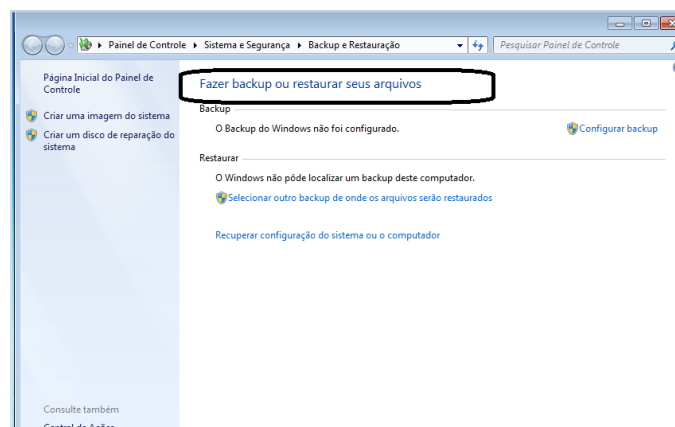 Painel de Controle Sistema e Segurança Backup e Restauração
Pesquisar Painel de Controle
Página Inicial do Painel de
Controle
Criar uma imagem do sistema
Criar um disco de reparação do
sistema
Fazer backup ou restaurar seus arquivos
Backup
O Backup do Windows não foi configurado.
Configurar backup
Restaurar
O Windows não pôde localizar um backup deste computador.
Selecionar outro backup de onde os arquivos serão restaurados
Recuperar configuração do sistema ou o computador
Consulte também
Central de Ações